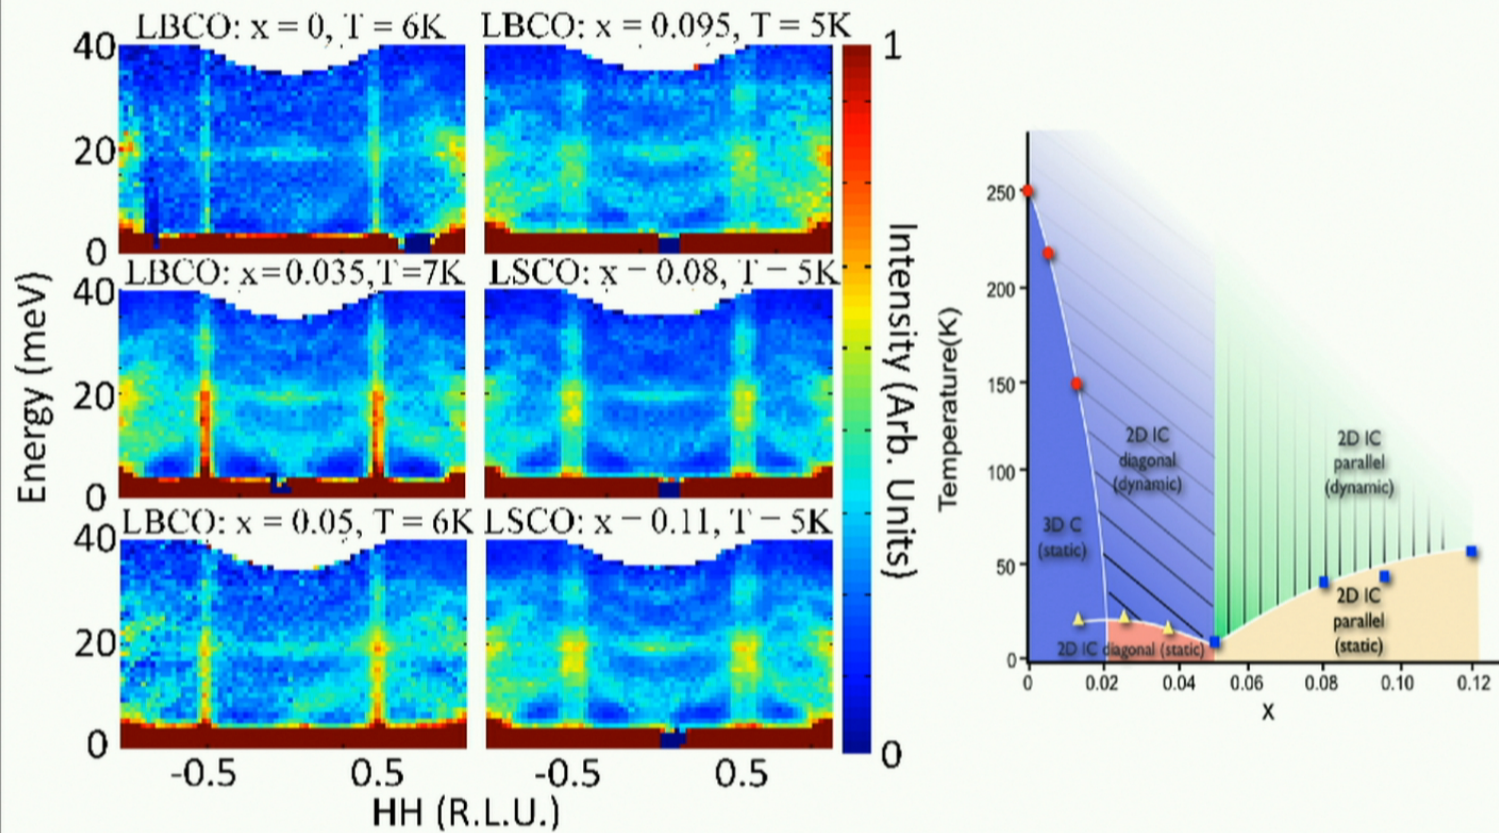 LBCO: x = 0, T = 6K
LBCO: x = 0.095, T = 5K
40
20
0
1
LBCO: x=0.035,T=7K
LSCO: x − 0.08, T − 5K
40
20
0
LBCO: x = 0.05, T = 6K
LSCO: x − 0.11, T − 5K
40
20
0
0
-0.5
0.5
-0.5
0.5
HH (R.L.U.)
Energy (meV)
Intensity (Arb. Units)
Temperature(K)
250
200
150
100
50
0
2D IC
diagonal
(dynamic)
2D IC
parallel
(dynamic)
3D C
(static)
2D IC
parallel
(static)
2D IC diagonal (static)
0
0.02
0.04
0.06
0.08
0.10
0.12
X